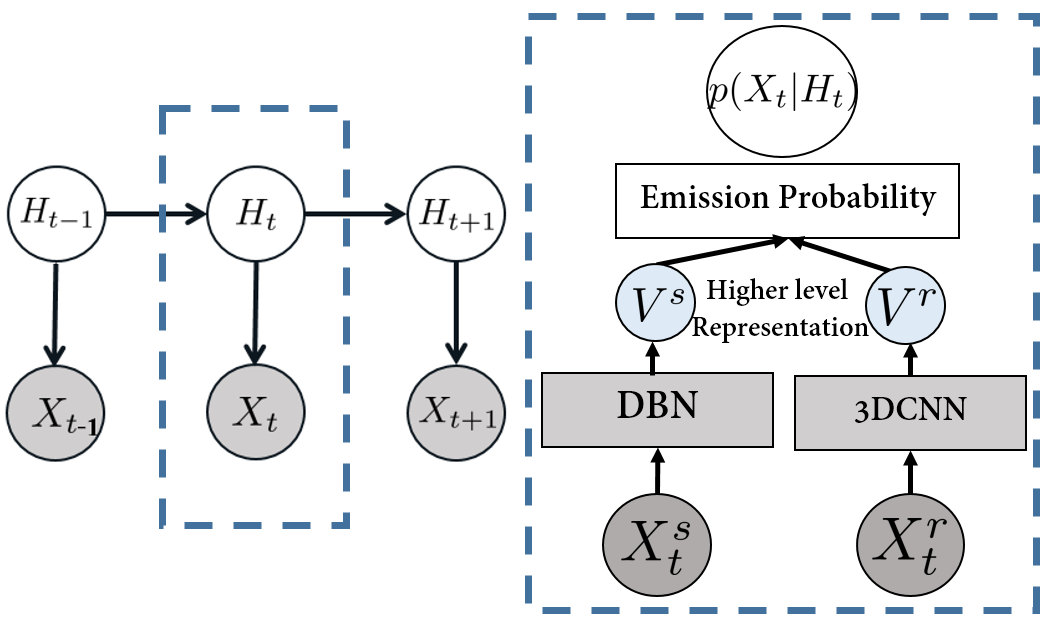 H_{t-1}
H_t
H_{t+1}
X_{t-1}
X_t
X_{t+1}
p(X_t|H_t)
Emission Probability
V^s
Higher level
Representation
V^r
DBN
3DCNN
X_t^s
X_t^r